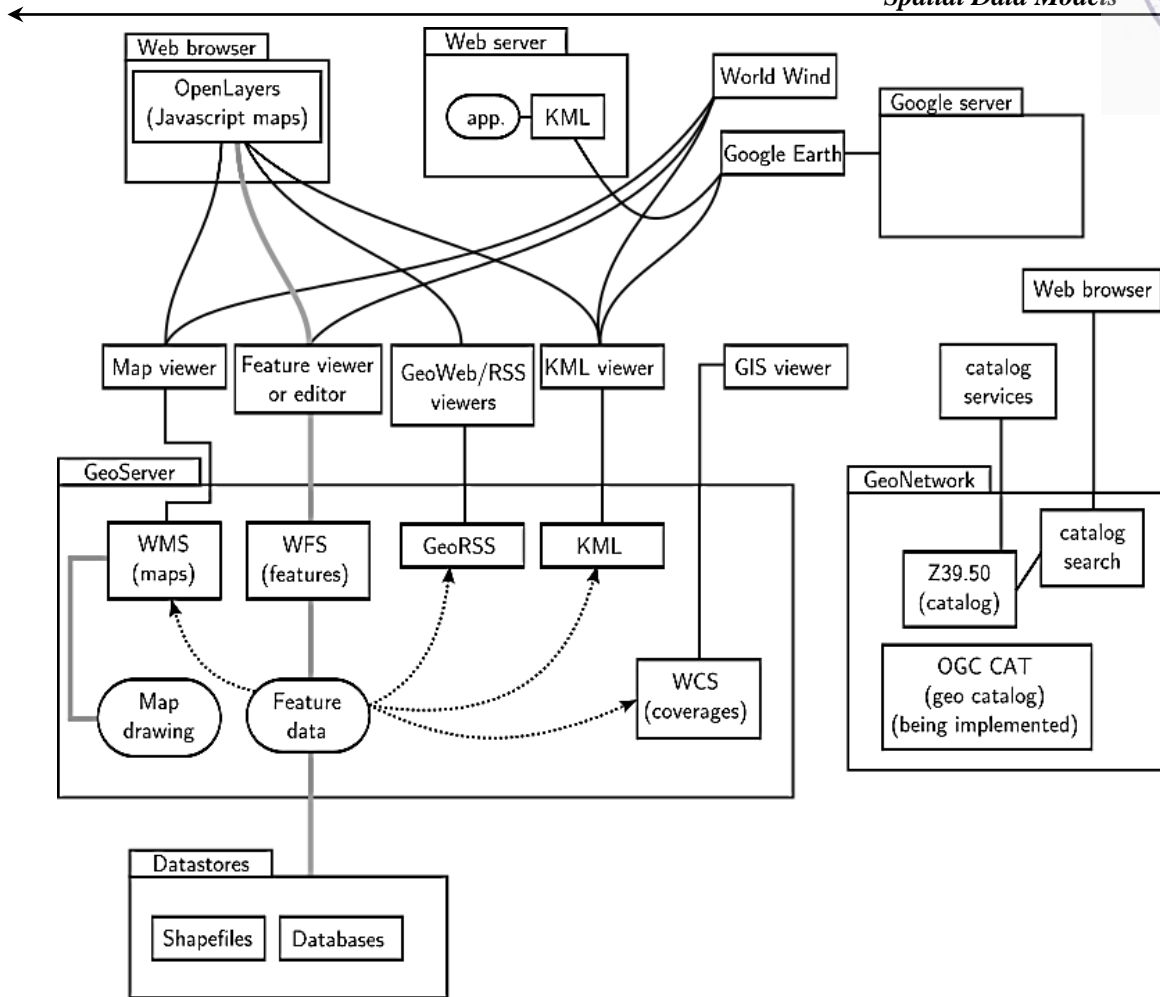 Spatial Data Models
Web browser
OpenLayers
(Javascript maps)
Web server
app.
KML
World Wind
Google Earth
Google server
Web browser
Map viewer
Feature viewer
or editor
GeoWeb/RSS
viewers
KML viewer
GIS viewer
catalog
services
GeoServer
WMS
(maps)
WFS
(features)
GeoRSS
KML
GeoNetwork
catalog
search
Z39.50
(catalog)
Map
drawing
Feature
data
WCS
(coverages)
OGC CAT
(geo catalog)
(being implemented)
Datastores
Shapefiles
Databases